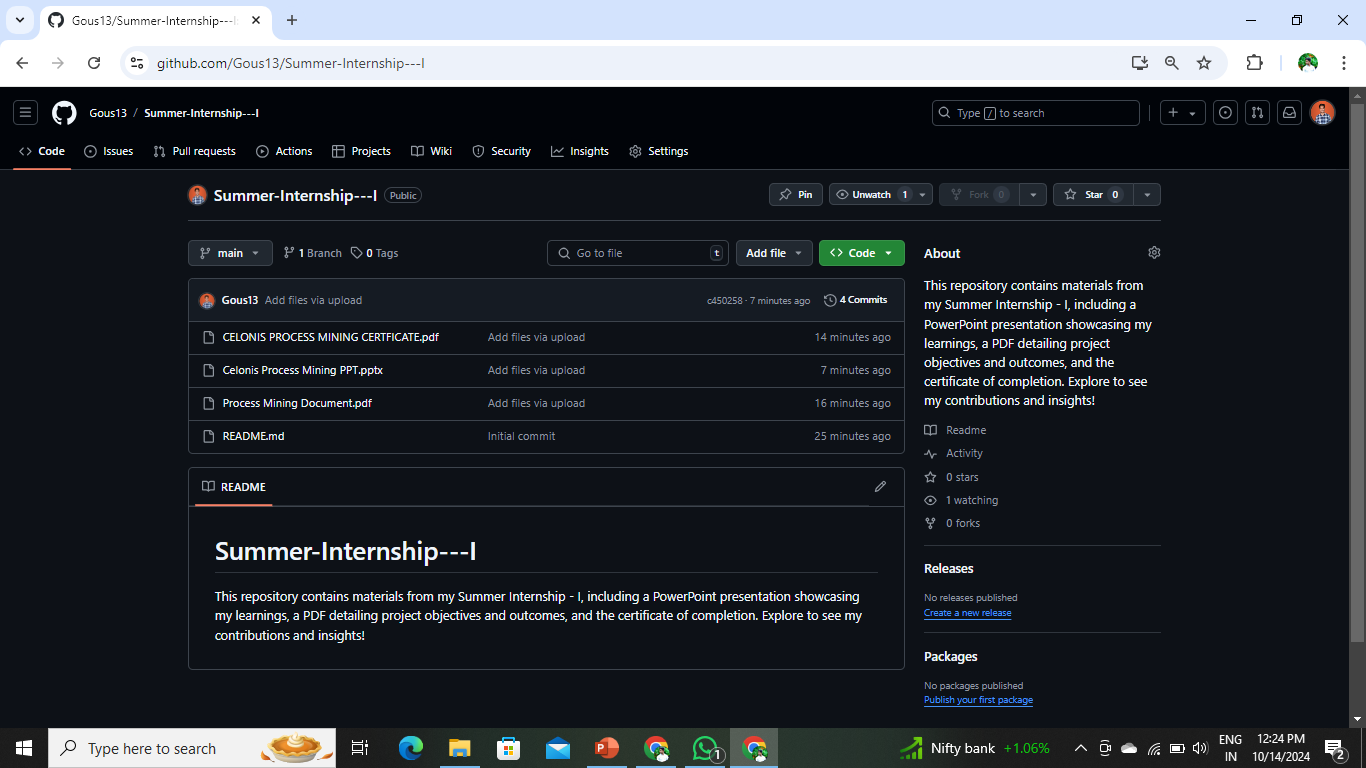 Gous13/Summer-Internship---I
github.com/Gous13/Summer-Internship---I
Gous13 / Summer-Internship---I
Type / to search
Code Issues Pull requests Actions Projects Wiki Security Insights Settings
Summer-Internship---I Public
Pin Unwatch 1 Fork 0 Star 0
main 1 Branch 0 Tags
Go to file t Add file Code
Gous13 Add files via upload c450258 · 7 minutes ago 4 Commits
CELONIS PROCESS MINING CERTFICATE.pdf Add files via upload 14 minutes ago
Celonis Process Mining PPT.pptx Add files via upload 7 minutes ago
Process Mining Document.pdf Add files via upload 16 minutes ago
README.md Initial commit 25 minutes ago
README
Summer-Internship---I
This repository contains materials from my Summer Internship - I, including a PowerPoint presentation showcasing
my learnings, a PDF detailing project objectives and outcomes, and the certificate of completion. Explore to see my
contributions and insights!
About
This repository contains materials from
my Summer Internship - I, including a
PowerPoint presentation showcasing my
learnings, a PDF detailing project
objectives and outcomes, and the
certificate of completion. Explore to see
my contributions and insights!
Readme
Activity
0 stars
1 watching
0 forks
Releases
No releases published
Create a new release
Packages
No packages published
Publish your first package
Type here to search
1
Nifty bank +1.06%
ENG
IN
12:24 PM
10/14/2024
2